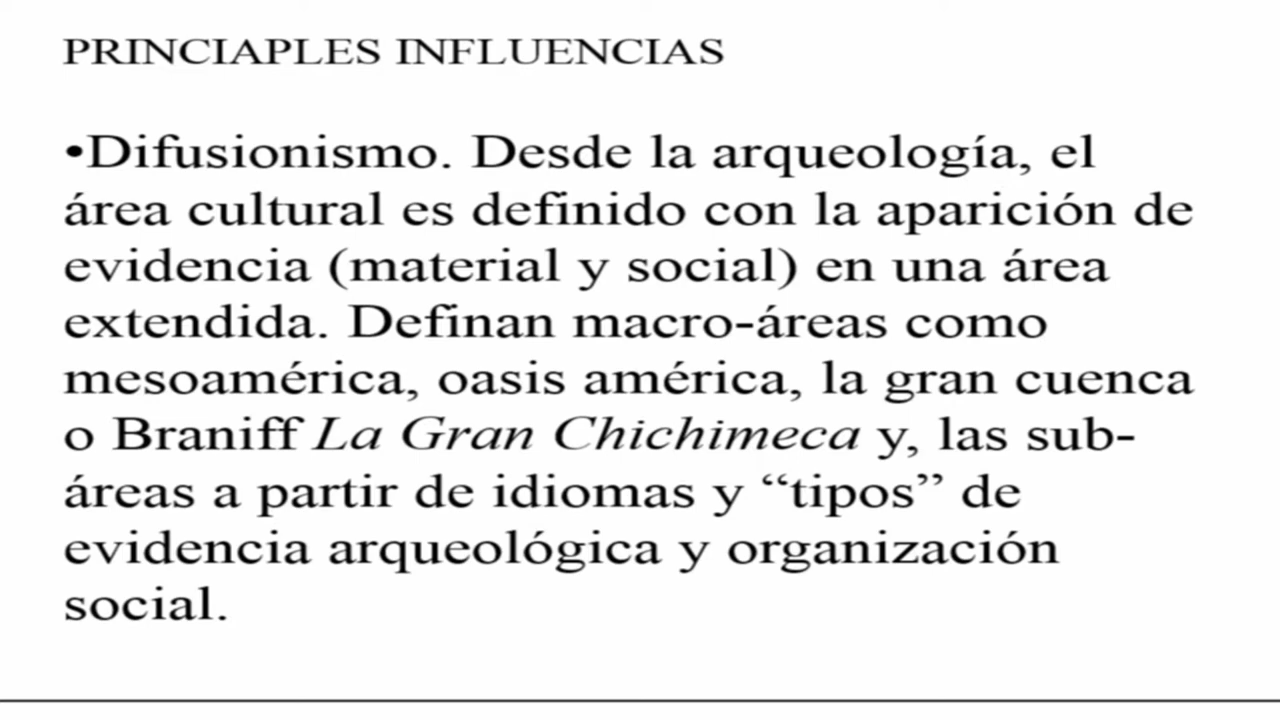 PRINCIAPLES INFLUENCIAS
•Difusionismo. Desde la arqueología, el
área cultural es definido con la aparición de
evidencia (material y social) en una área
extendida. Definan macro-áreas como
mesoamérica, oasis américa, la gran cuenca
o Braniff La Gran Chichimeca y, las sub-
áreas a partir de idiomas y “tipos” de
evidencia arqueológica y organización
social.